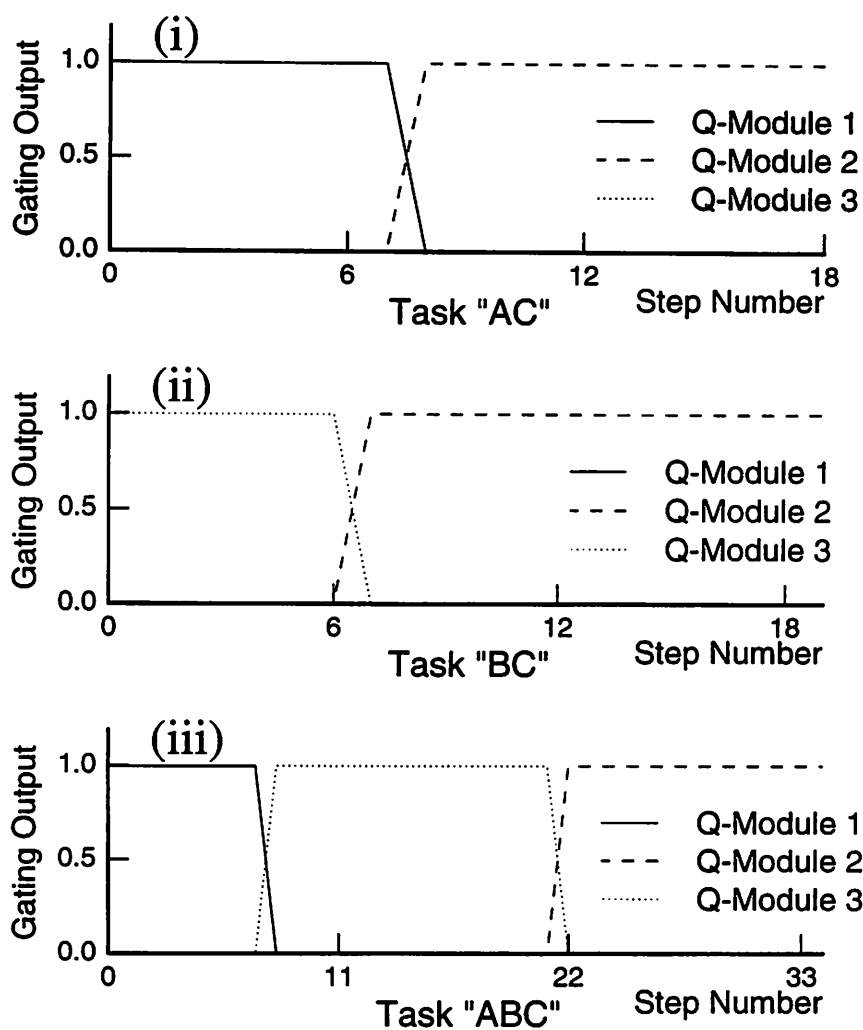 (i)
Gating Output
1.0
0.5
0.0
Q-Module 1
Q-Module 2
Q-Module 3
0 6 12 18
Task "AC" Step Number
(ii)
Gating Output
1.0
0.5
0.0
Q-Module 1
Q-Module 2
Q-Module 3
0 6 12 18
Task "BC" Step Number
(iii)
Gating Output
1.0
0.5
0.0
Q-Module 1
Q-Module 2
Q-Module 3
0 11 22 33
Task "ABC" Step Number